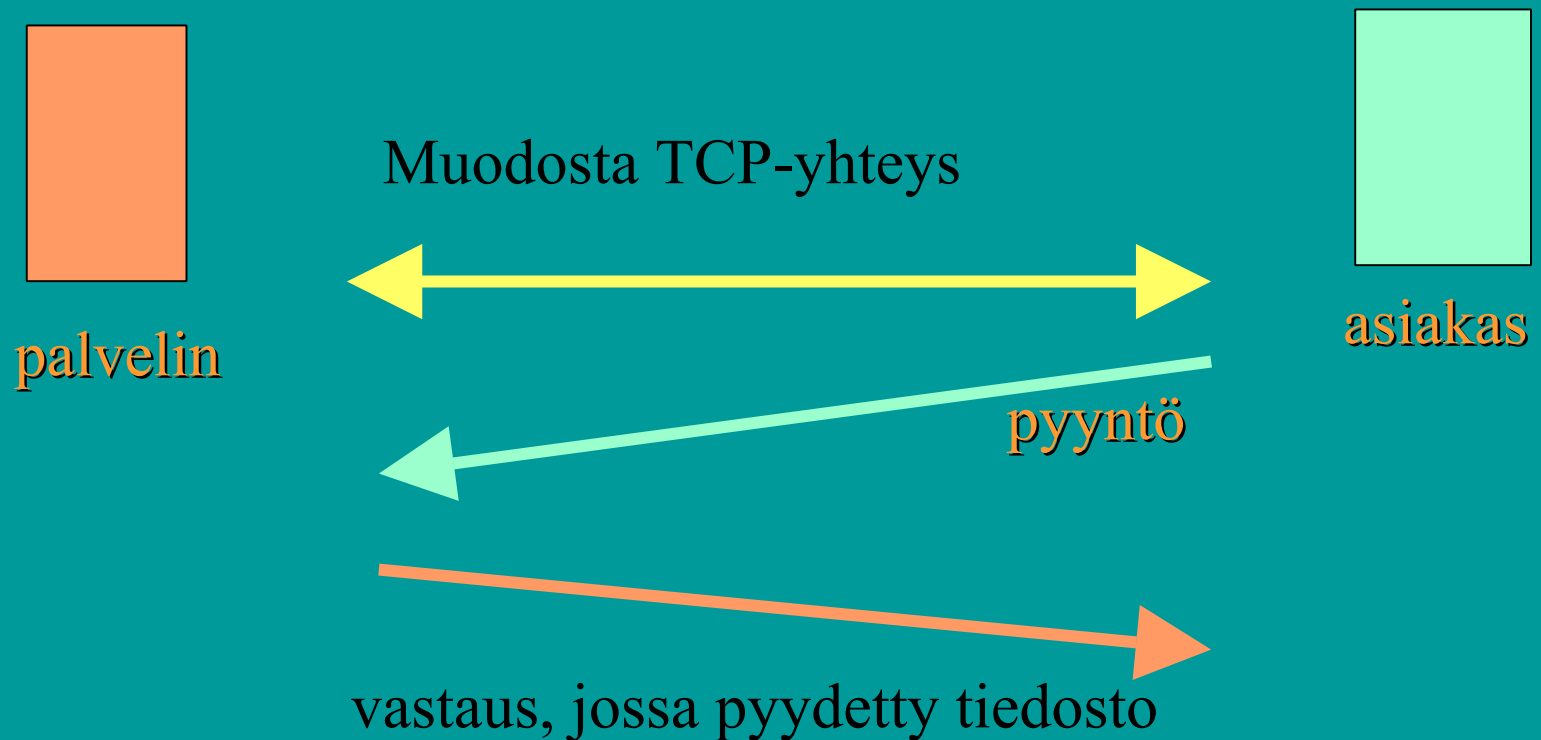 Muodosta TCP-yhteys
palvelin
asiakas
pyyntö
vastaus, jossa pyydetty tiedosto